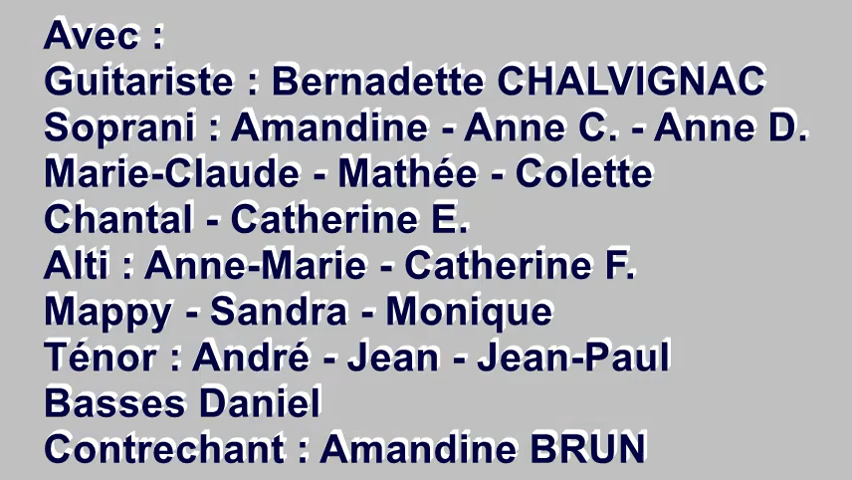 Avec :
Guitariste : Bernadette CHALVIGNAC
Soprani : Amandine - Anne C. - Anne D.
Marie-Claude - Mathée - Colette
Chantal - Catherine E.
Alti : Anne-Marie - Catherine F.
Mappy - Sandra - Monique
Ténor : André - Jean - Jean-Paul
Basses Daniel
Contrechant : Amandine BRUN